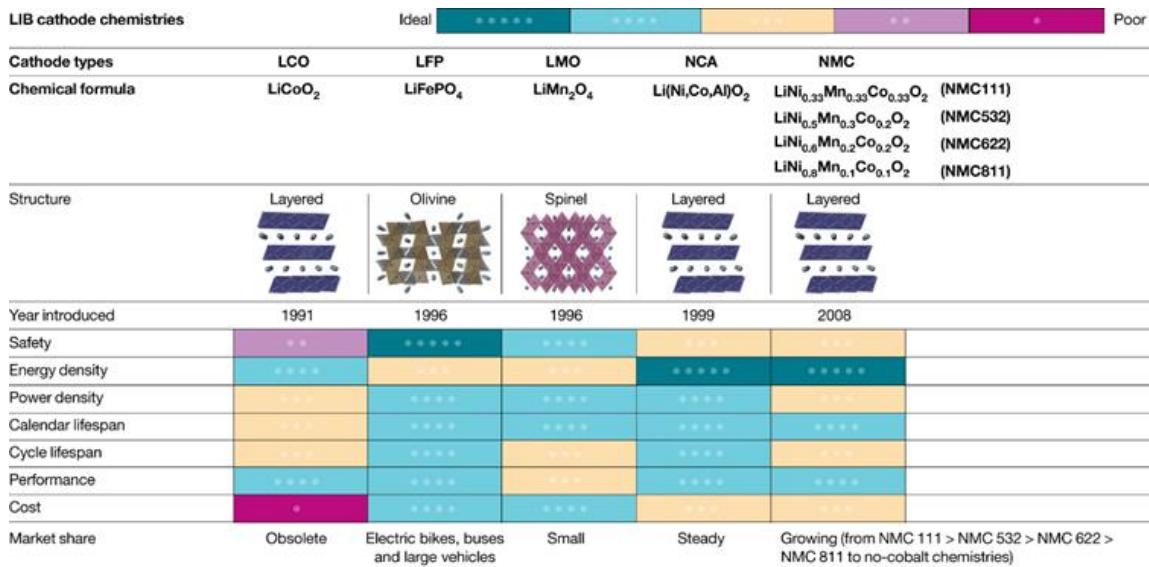 LIB cathode chemistries Ideal Poor
Cathode types LCO LFP LMO NCA NMC
Chemical formula LiCoO₂ LiFePO₄ LiMn₂O₄ Li(Ni,Co,Al)O₂ LiNi₀.₃₃Mn₀.₃₃Co₀.₃₃O₂ (NMC111)
LiNi₀.₅Mn₀.₃Co₀.₂O₂ (NMC532)
LiNi₀.₆Mn₀.₂Co₀.₂O₂ (NMC622)
LiNi₀.₈Mn₀.₁Co₀.₁O₂ (NMC811)
Structure Layered Olivine Spinel Layered Layered
Year introduced 1991 1996 1996 1999 2008
Safety
Energy density
Power density
Calendar lifespan
Cycle lifespan
Performance
Cost
Market share Obsolete Electric bikes, buses Small Steady Growing (from NMC 111 > NMC 532 > NMC 622 >
and large vehicles NMC 811 to no-cobalt chemistries)